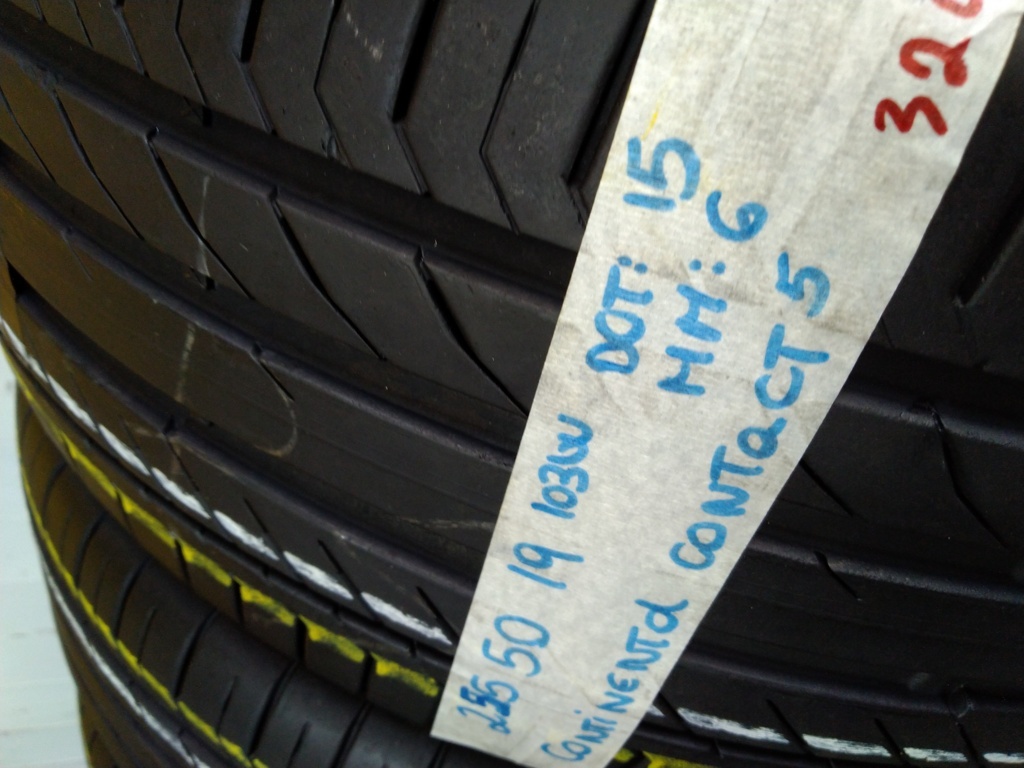 255 50 19 103W DOT: 15
MM: 6
CONTiNENTal CONTaCT 5
32